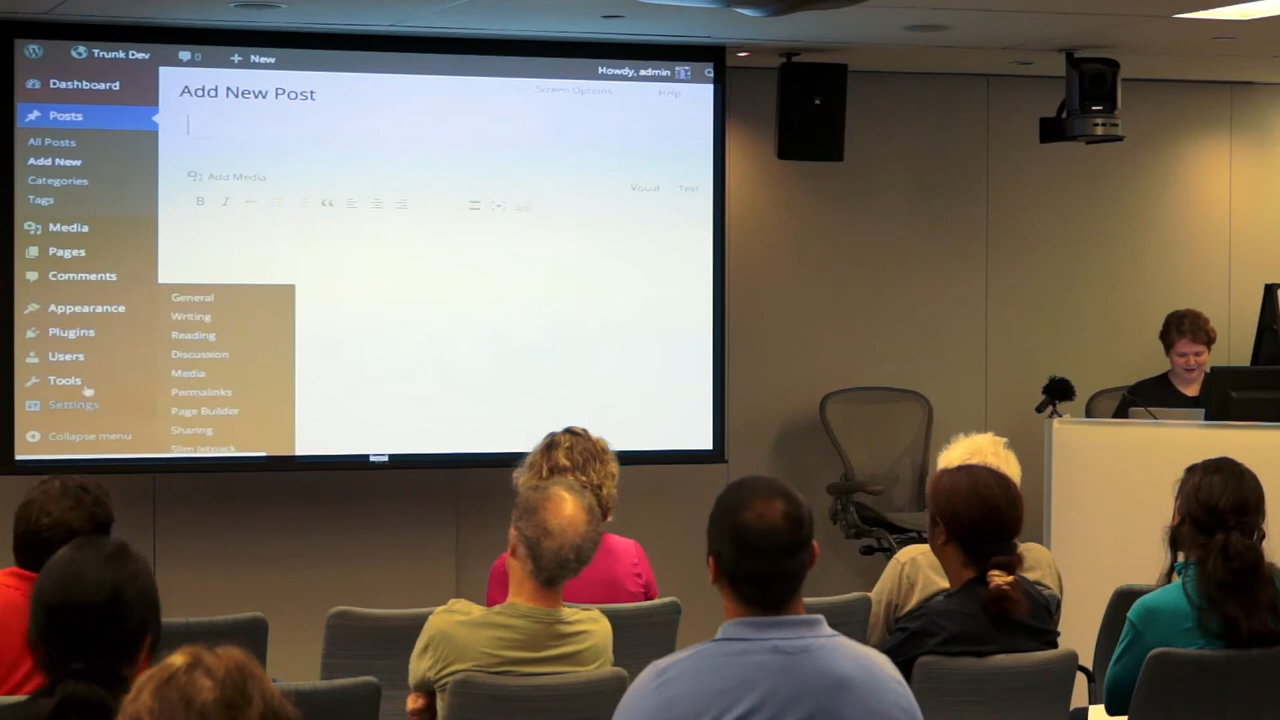 Trunk Dev 0 + New Howdy, admin
Dashboard
Posts
All Posts
Add New
Categories
Tags
Media
Pages
Comments
Appearance
Plugins
Users
Tools
Settings
Collapse menu
Add New Post
Screen Options Help
Add Media
Visual Text
B I
General
Writing
Reading
Discussion
Media
Permalinks
Page Builder
Sharing
Slim Jetpack